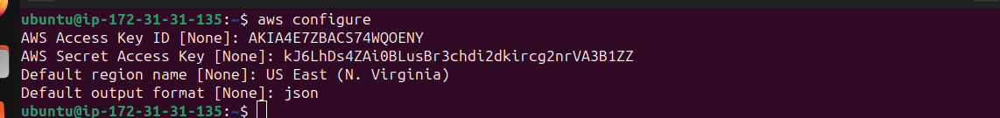 ubuntu@ip-172-31-31-135:~$ aws configure
AWS Access Key ID [None]: AKIA4E7ZBACS74WQOENY
AWS Secret Access Key [None]: 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
Default region name [None]: US East (N. Virginia)
Default output format [None]: json
ubuntu@ip-172-31-31-135:~$